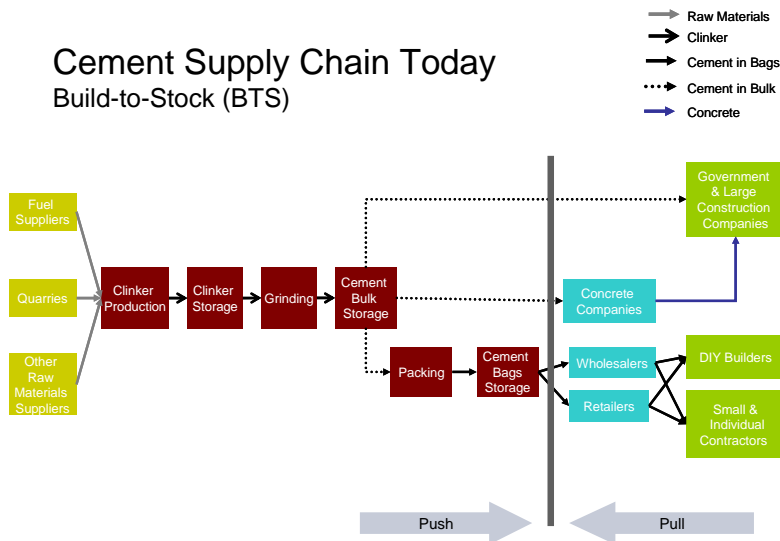 Raw Materials
Clinker
Cement in Bags
Cement in Bulk
Concrete
Cement Supply Chain Today
Build-to-Stock (BTS)
Fuel
Suppliers
Quarries
Other
Raw
Materials
Suppliers
Clinker
Production
Clinker
Storage
Grinding
Cement
Bulk
Storage
Packing
Cement
Bags
Storage
Concrete
Companies
Wholesalers
Retailers
Government
& Large
Construction
Companies
DIY Builders
Small &
Individual
Contractors
Push
Pull